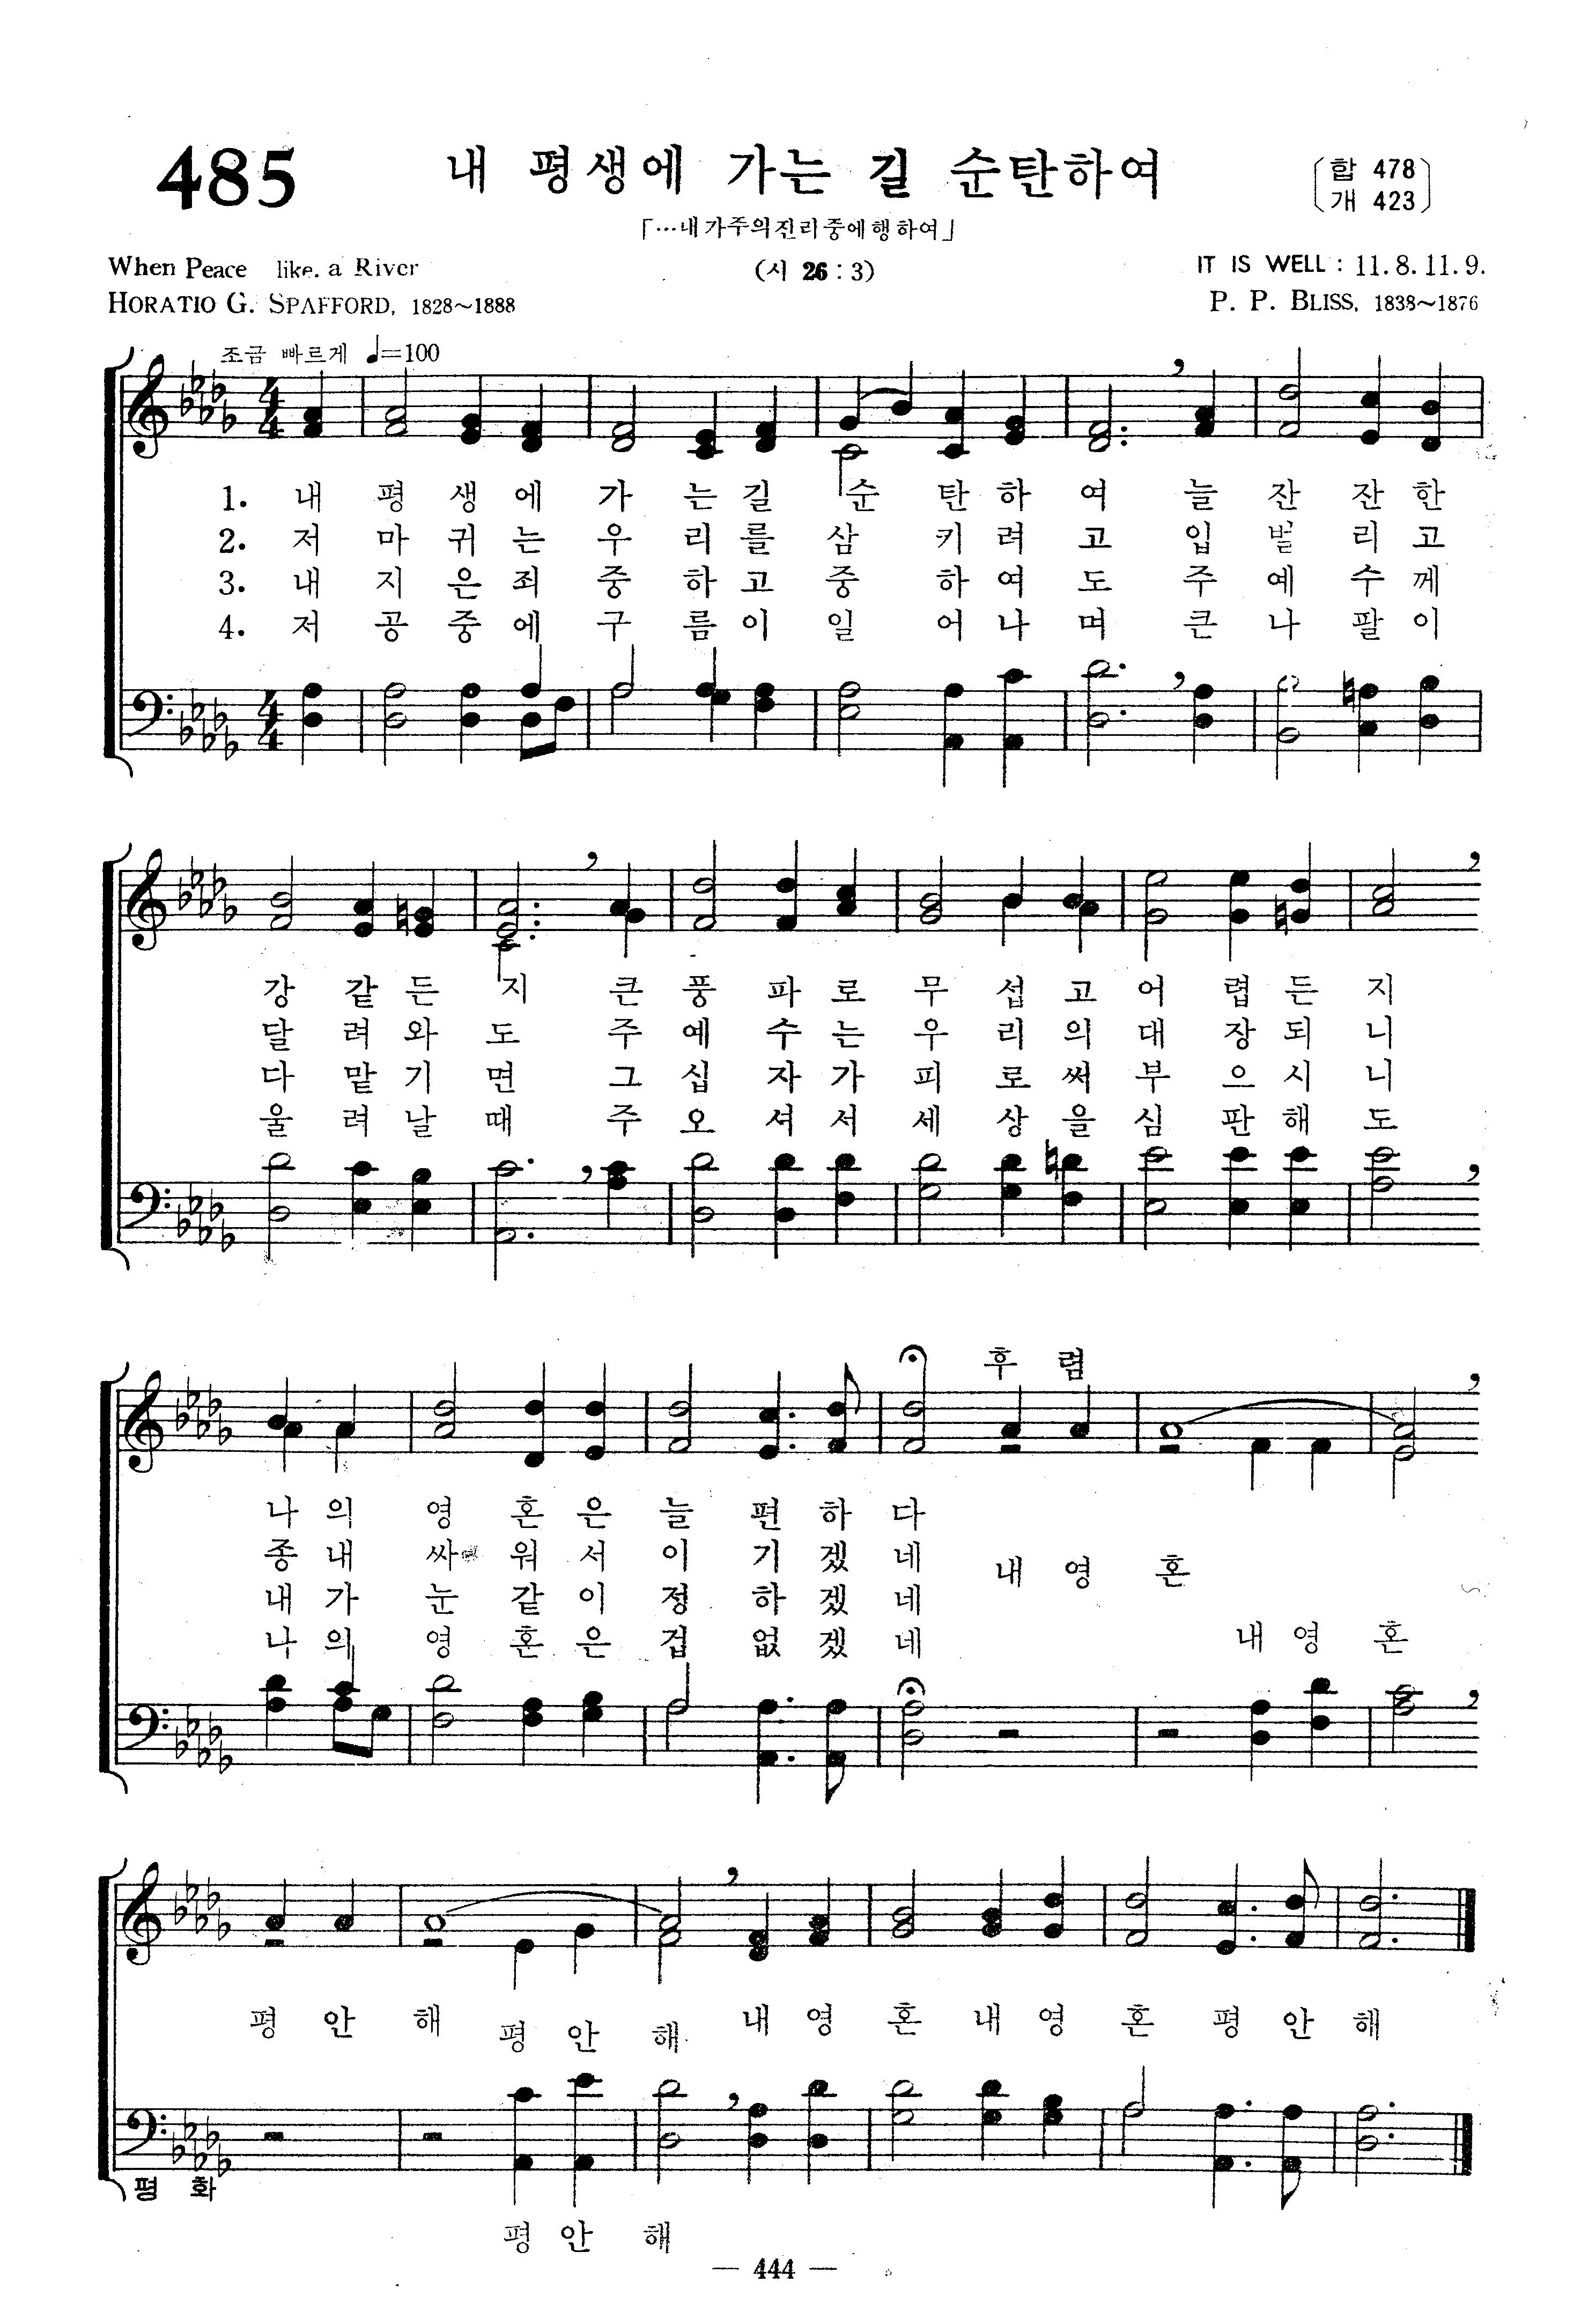 485
내 평생에 가는 길 순탄하여
합 478
개 423
「…내가주의진리중에행하여」
When Peace like. a River
(시 26 : 3)
IT IS WELL : 11. 8. 11. 9.
HORATIO G. SPAFFORD, 1828~1888
P. P. BLISS, 1838~1876
조금 빠르게 ♩=100
1. 내 평 생 에 가 는 길 순 탄 하 여 늘 잔 잔 한
2. 저 마 귀 는 우 리 를 삼 키 려 고 입 벌 리 고
3. 내 지 은 죄 중 하 고 중 하 여 도 주 예 수 께
4. 저 공 중 에 구 름 이 일 어 나 며 큰 나 팔 이
강 같 든 지 큰 풍 파 로 무 섭 고 어 렵 든 지
달 려 와 도 주 예 수 는 우 리 의 대 장 되 니
다 맡 기 면 그 십 자 가 피 로 써 부 으 시 니
울 려 날 때 주 오 셔 서 세 상 을 심 판 해 도
후 렴
나 의 영 혼 은 늘 편 하 다
종 내 싸 워 서 이 기 겠 네
내 영 혼
내 가 눈 같 이 정 하 겠 네
나 의 영 혼 은 겁 없 겠 네
내 영 혼
평 안 해 평 안 해 내 영 혼 내 영 혼 평 안 해
평 화
평 안 해
— 444 —